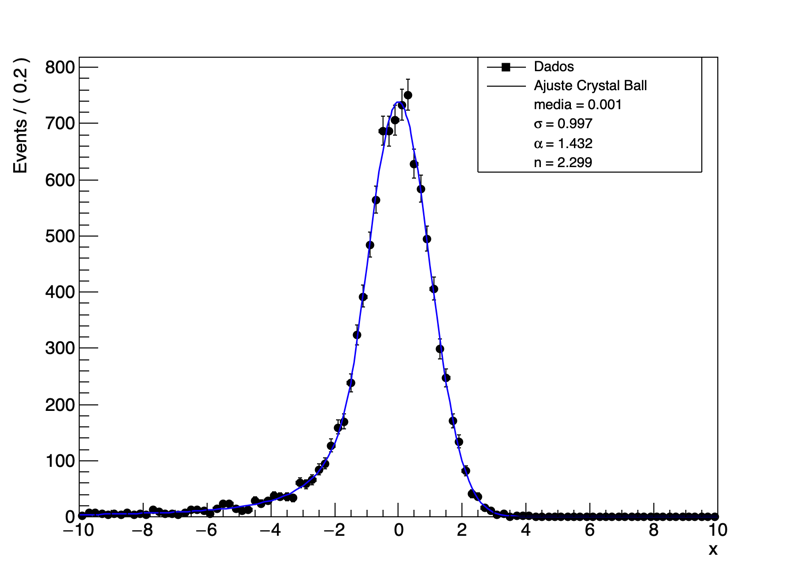 Events / ( 0.2 )
800
700
600
500
400
300
200
100
0
−10 −8 −6 −4 −2 0 2 4 6 8 10
x
Dados
Ajuste Crystal Ball
media = 0.001
σ = 0.997
α = 1.432
n = 2.299